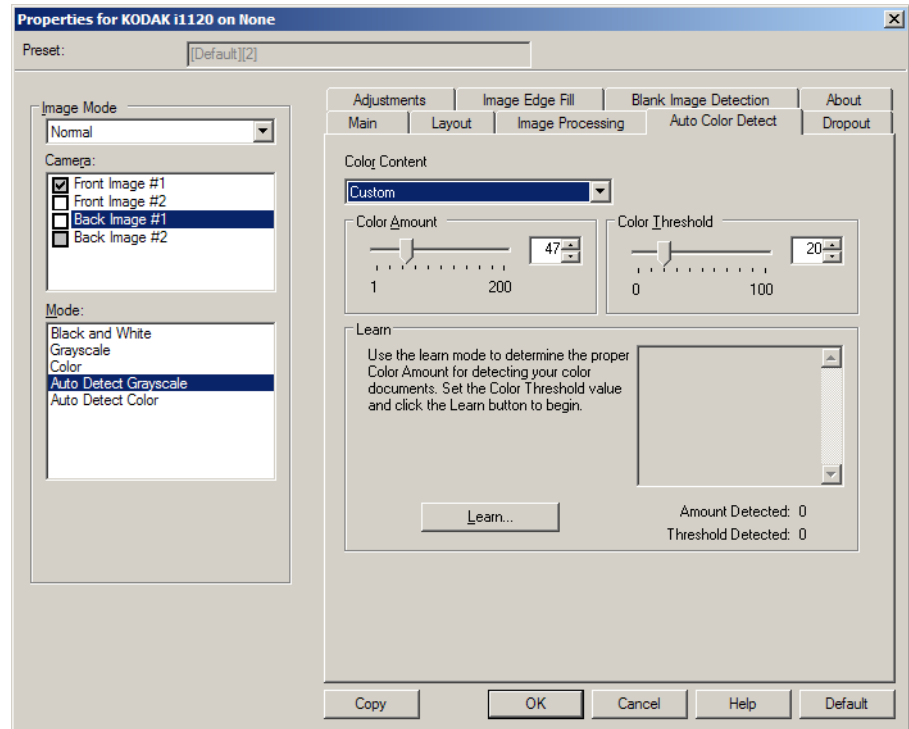 Properties for KODAK i1120 on None
Preset:
[Default][2]
Image Mode
Normal
Camera:
Front Image #1
Front Image #2
Back Image #1
Back Image #2
Mode:
Black and White
Grayscale
Color
Auto Detect Grayscale
Auto Detect Color
Adjustments
Image Edge Fill
Blank Image Detection
About
Main
Layout
Image Processing
Auto Color Detect
Dropout
Color Content
Custom
Color Amount
47
1
200
Color Threshold
20
0
100
Learn
Use the learn mode to determine the proper
Color Amount for detecting your color
documents. Set the Color Threshold value
and click the Learn button to begin.
Learn...
Amount Detected: 0
Threshold Detected: 0
Copy
OK
Cancel
Help
Default